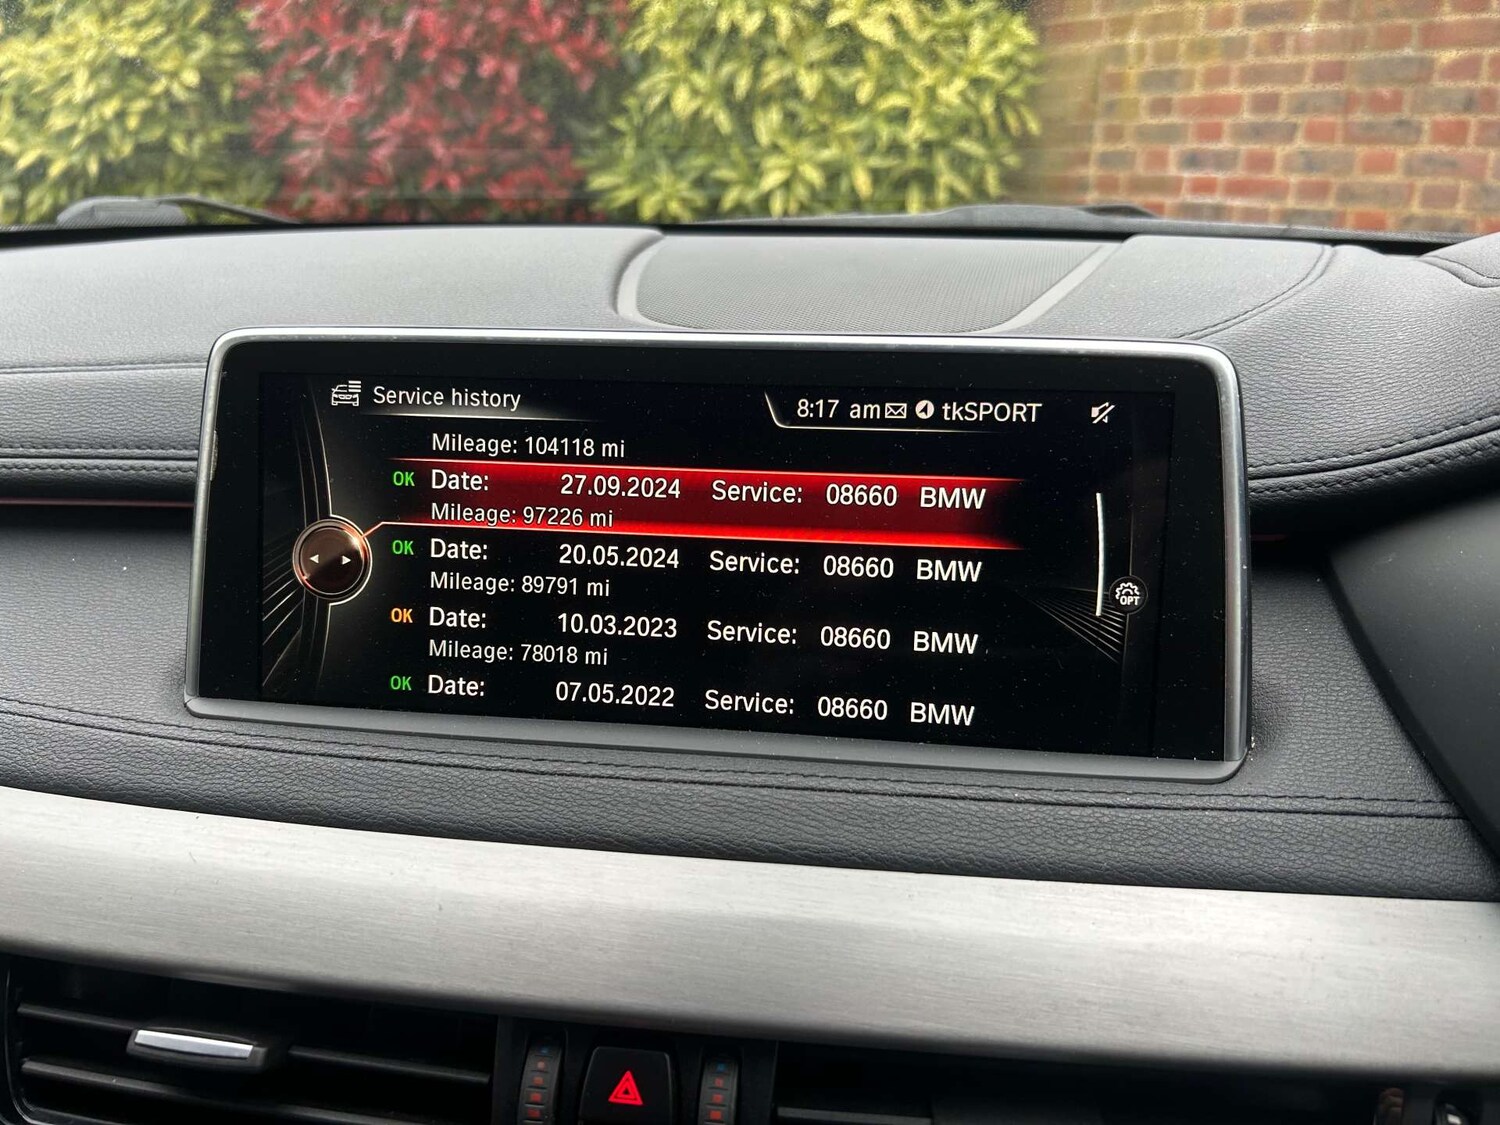 Service history
8:17 am tkSPORT
Mileage: 104118 mi
OK Date: 27.09.2024 Service: 08660 BMW
Mileage: 97226 mi
OK Date: 20.05.2024 Service: 08660 BMW
Mileage: 89791 mi
OK Date: 10.03.2023 Service: 08660 BMW
Mileage: 78018 mi
OK Date: 07.05.2022 Service: 08660 BMW
OPT